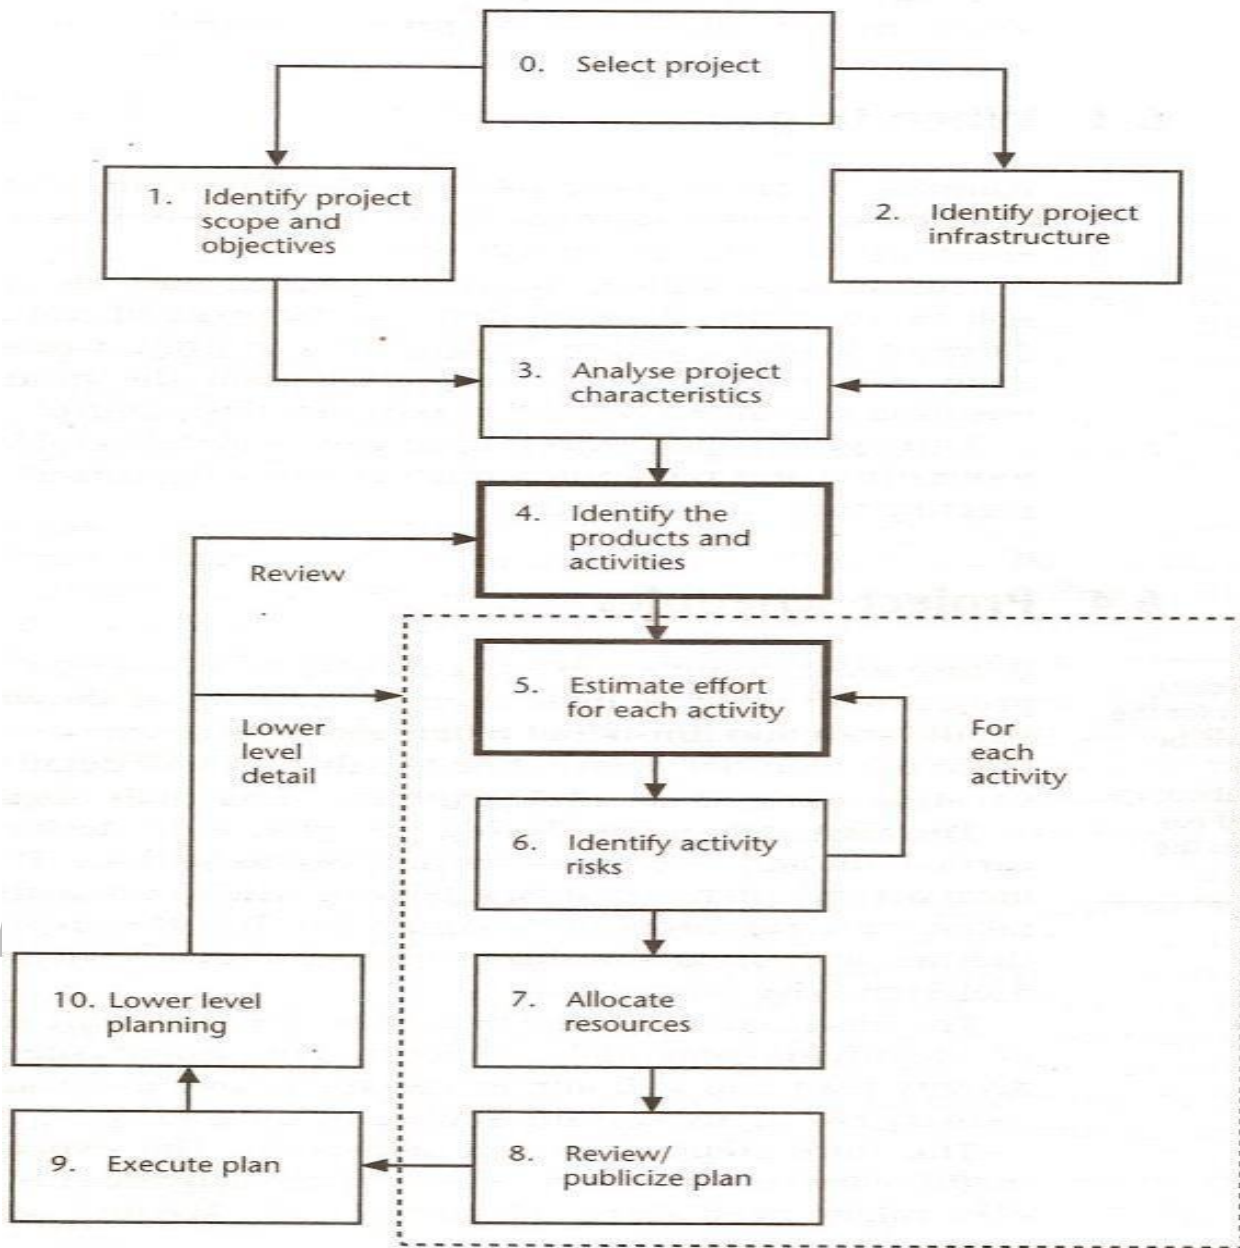 0. Select project
1. Identify project
scope and
objectives
2. Identify project
infrastructure
3. Analyse project
characteristics
4. Identify the
products and
activities
Review
5. Estimate effort
for each activity
Lower
level
detail
For
each
activity
6. Identify activity
risks
7. Allocate
resources
10. Lower level
planning
8. Review/
publicize plan
9. Execute plan